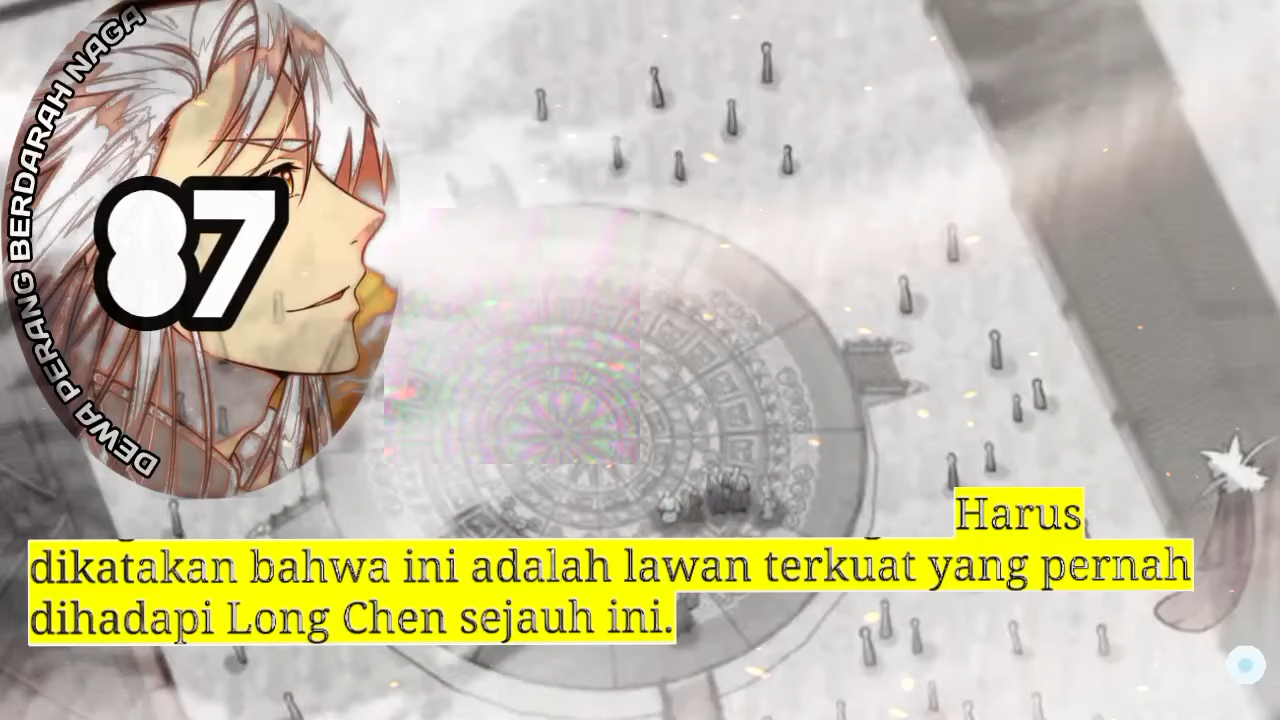 DEWA PERANG BERDARAH NAGA
87
Harus
dikatakan bahwa ini adalah lawan terkuat yang pernah
dihadapi Long Chen sejauh ini.